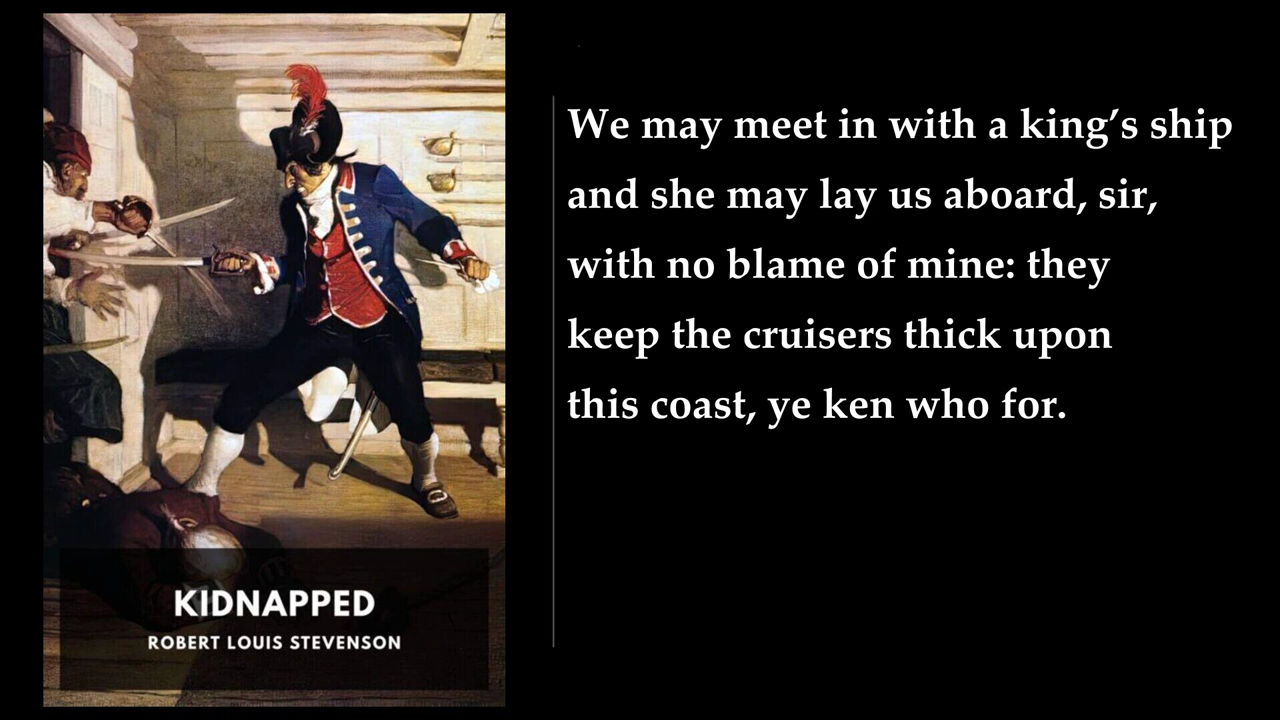 We may meet in with a king’s ship
and she may lay us aboard, sir,
with no blame of mine: they
keep the cruisers thick upon
this coast, ye ken who for.
KIDNAPPED
ROBERT LOUIS STEVENSON